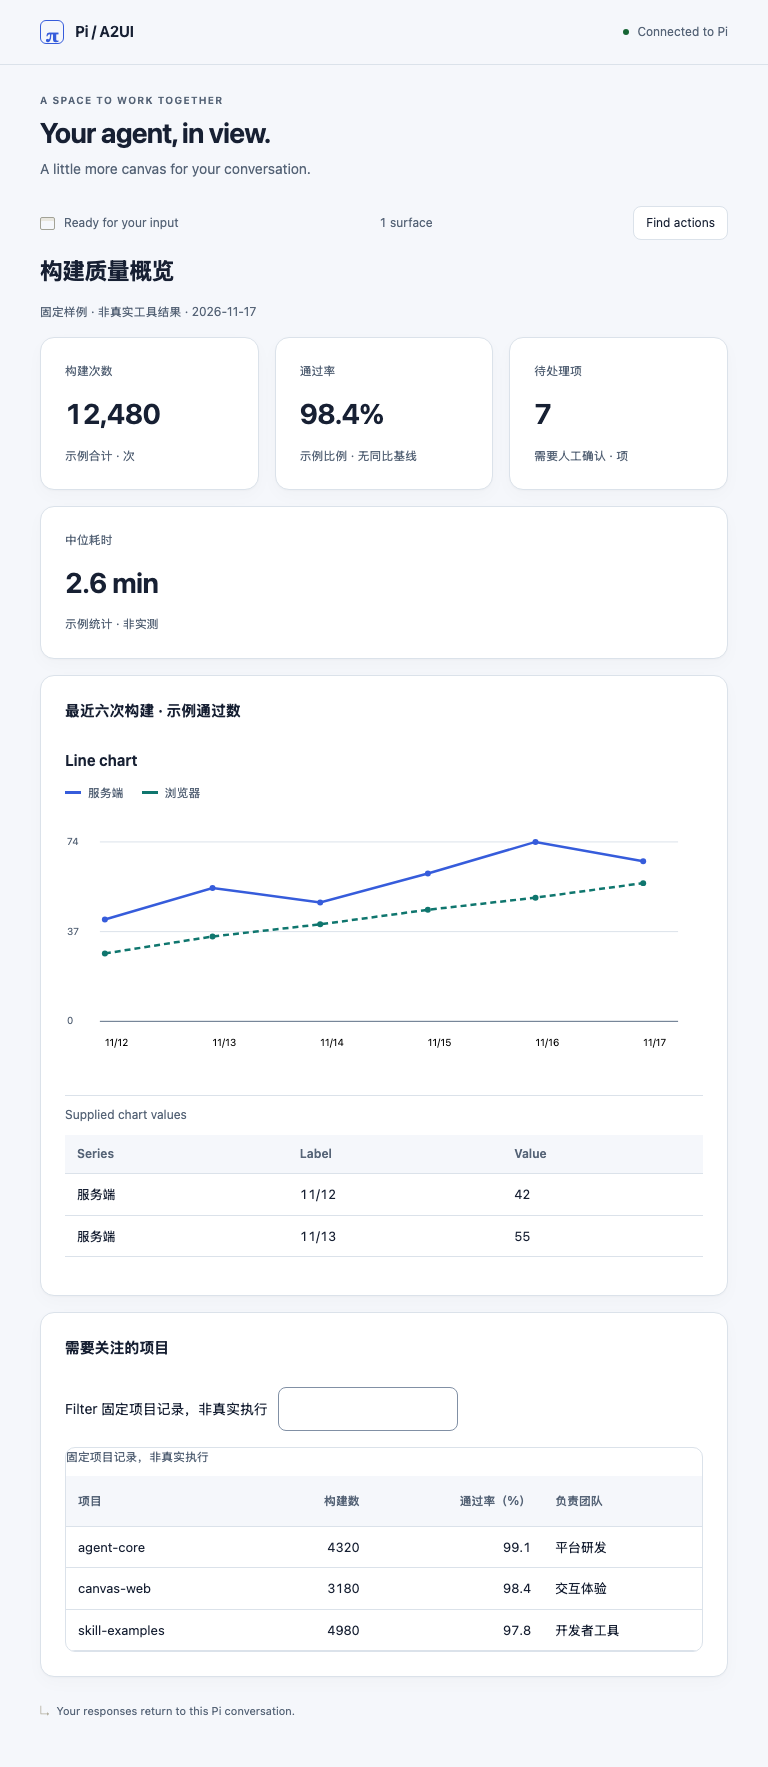 π Pi / A2UI
Connected to Pi
A SPACE TO WORK TOGETHER
Your agent, in view.
A little more canvas for your conversation.
Ready for your input
1 surface
Find actions
构建质量概览
固定样例 · 非真实工具结果 · 2026-11-17
构建次数
12,480
示例合计 · 次
通过率
98.4%
示例比例 · 无同比基线
待处理项
7
需要人工确认 · 项
中位耗时
2.6 min
示例统计 · 非实测
最近六次构建 · 示例通过数
Line chart
服务端 浏览器
74
37
0
11/12 11/13 11/14 11/15 11/16 11/17
Supplied chart values
Series Label Value
服务端 11/12 42
服务端 11/13 55
需要关注的项目
Filter 固定项目记录，非真实执行
固定项目记录，非真实执行
项目 构建数 通过率（%） 负责团队
agent-core 4320 99.1 平台研发
canvas-web 3180 98.4 交互体验
skill-examples 4980 97.8 开发者工具
Your responses return to this Pi conversation.